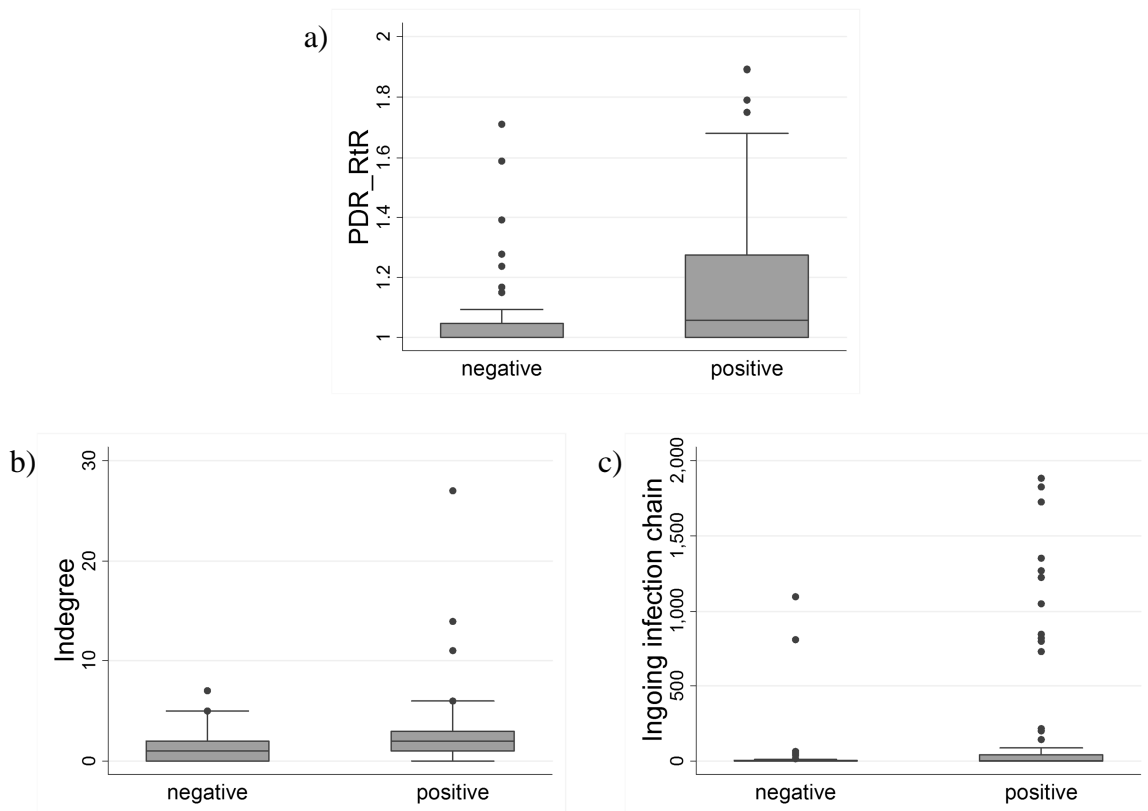 a)
PDR_RtR
2
1.8
1.6
1.4
1.2
1
negative positive
b)
Indegree
30
20
10
0
negative positive
c)
Ingoing infection chain
2,000
1,500
1,000
500
0
negative positive